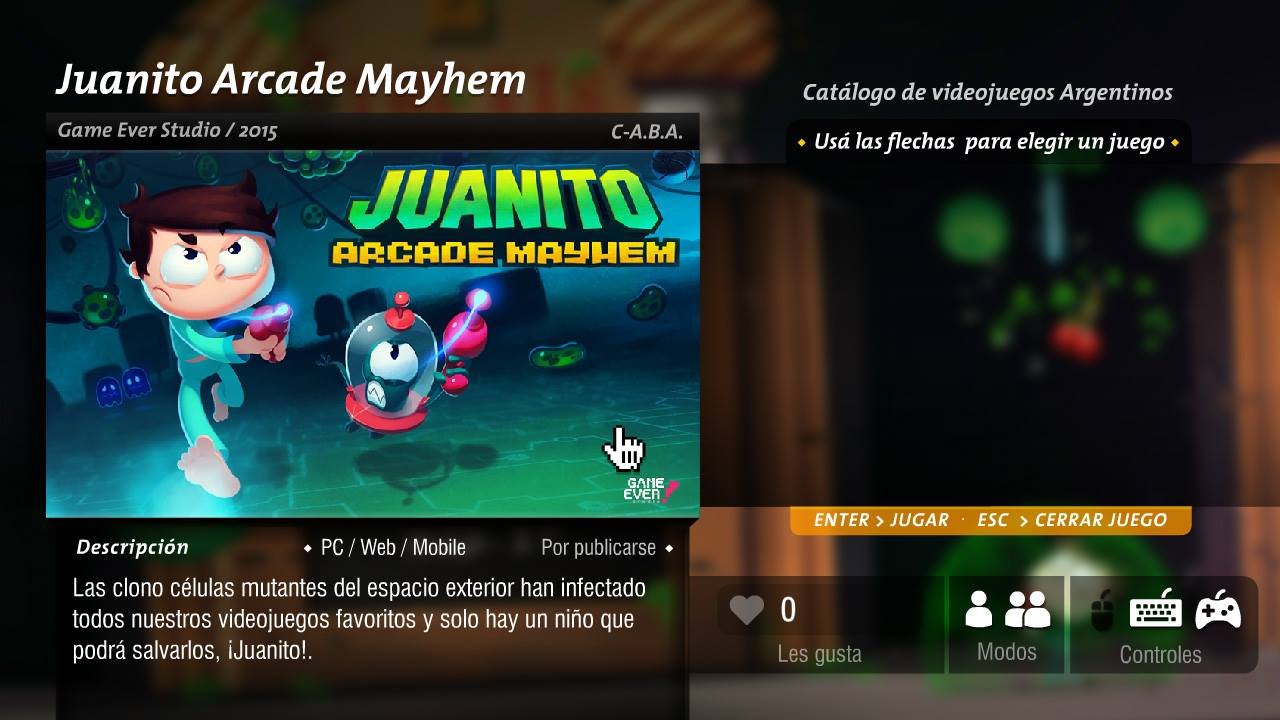 Juanito Arcade Mayhem
Game Ever Studio / 2015
C-A.B.A.
JUANITO
ARCADE MAYHEM
GAME
EVER!
Descripción
PC / Web / Mobile
Por publicarse
Las clono células mutantes del espacio exterior han infectado
todos nuestros videojuegos favoritos y solo hay un niño que
podrá salvarlos, ¡Juanito!.
Catálogo de videojuegos Argentinos
Usá las flechas para elegir un juego
ENTER > JUGAR · ESC > CERRAR JUEGO
0
Les gusta
Modos
Controles